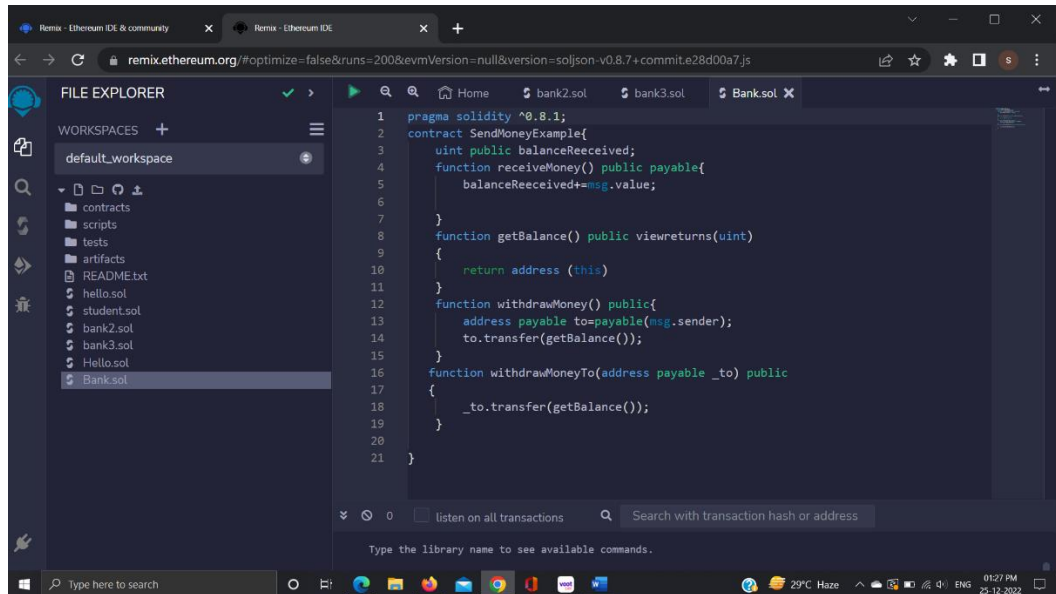 Remix - Ethereum IDE & community
Remix - Ethereum IDE
remix.ethereum.org/#optimize=false&runs=200&evmVersion=null&version=soljson-v0.8.7+commit.e28d00a7.js
S
FILE EXPLORER
Home
bank2.sol
bank3.sol
Bank.sol
WORKSPACES
default_workspace
contracts
scripts
tests
artifacts
README.txt
hello.sol
student.sol
bank2.sol
bank3.sol
Hello.sol
Bank.sol
1 pragma solidity ^0.8.1;
2 contract SendMoneyExample{
3 uint public balanceReeceived;
4 function receiveMoney() public payable{
5 balanceReeceived+=msg.value;
6
7 }
8 function getBalance() public viewreturns(uint)
9 {
10 return address (this)
11 }
12 function withdrawMoney() public{
13 address payable to=payable(msg.sender);
14 to.transfer(getBalance());
15 }
16 function withdrawMoneyTo(address payable _to) public
17 {
18 _to.transfer(getBalance());
19 }
20
21 }
0
listen on all transactions
Search with transaction hash or address
Type the library name to see available commands.
Type here to search
voot
29°C Haze
ENG
01:27 PM
25-12-2022